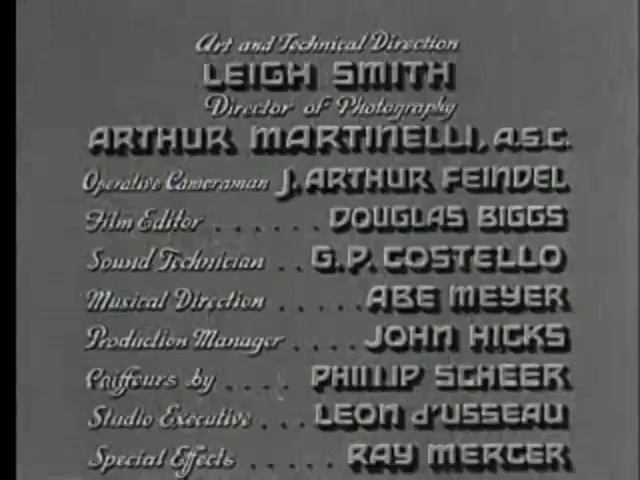 Art and Technical Direction
LEIGH SMITH
Director of Photography
ARTHUR MARTINELLI, A.S.C.
Operative Cameraman J. ARTHUR FEINDEL
Film Editor . . . . . . DOUGLAS BIGGS
Sound Technician . . G.P. COSTELLO
Musical Direction . . . . . ABE MEYER
Production Manager . . . . JOHN HICKS
Coiffours by . . . . PHILLIP SCHEER
Studio Executive . . . LEON d'USSEAU
Special Effects . . . . . RAY MERCER